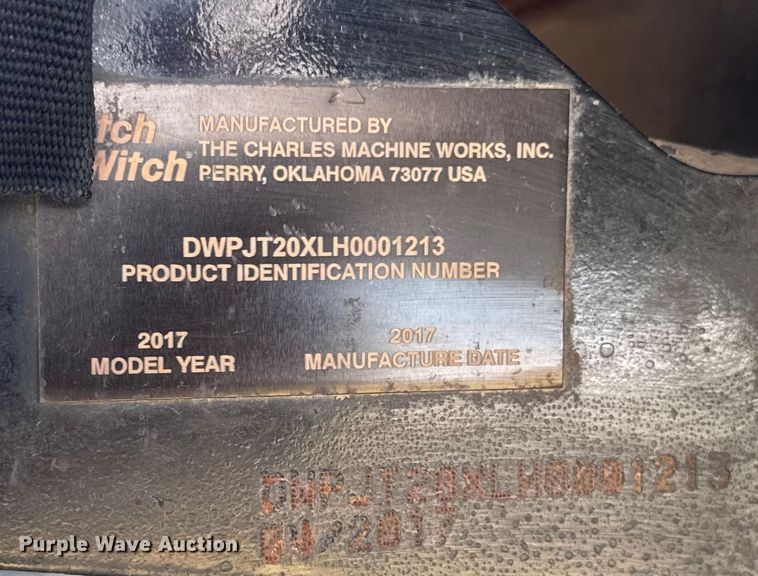 tch
Witch®
MANUFACTURED BY
THE CHARLES MACHINE WORKS, INC.
PERRY, OKLAHOMA 73077 USA
DWPJT20XLH0001213
PRODUCT IDENTIFICATION NUMBER
2017
MODEL YEAR
2017
MANUFACTURE DATE
DWPJT20XLH0001213
04/2017
Purple Wave Auction